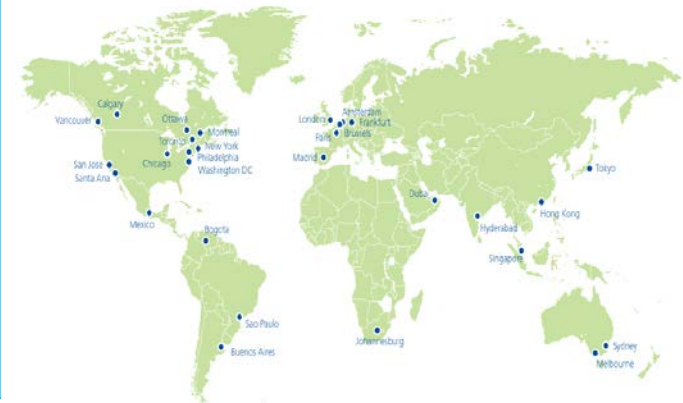 Calgary
Vancouver
Ottawa
Montreal
Toronto
New York
Chicago
Philadelphia
Washington DC
San Jose
Santa Ana
Mexico
Bogota
Sao Paulo
Buenos Aires
London
Amsterdam
Frankfurt
Paris
Brussels
Madrid
Dubai
Hyderabad
Hong Kong
Tokyo
Singapore
Johannesburg
Sydney
Melbourne